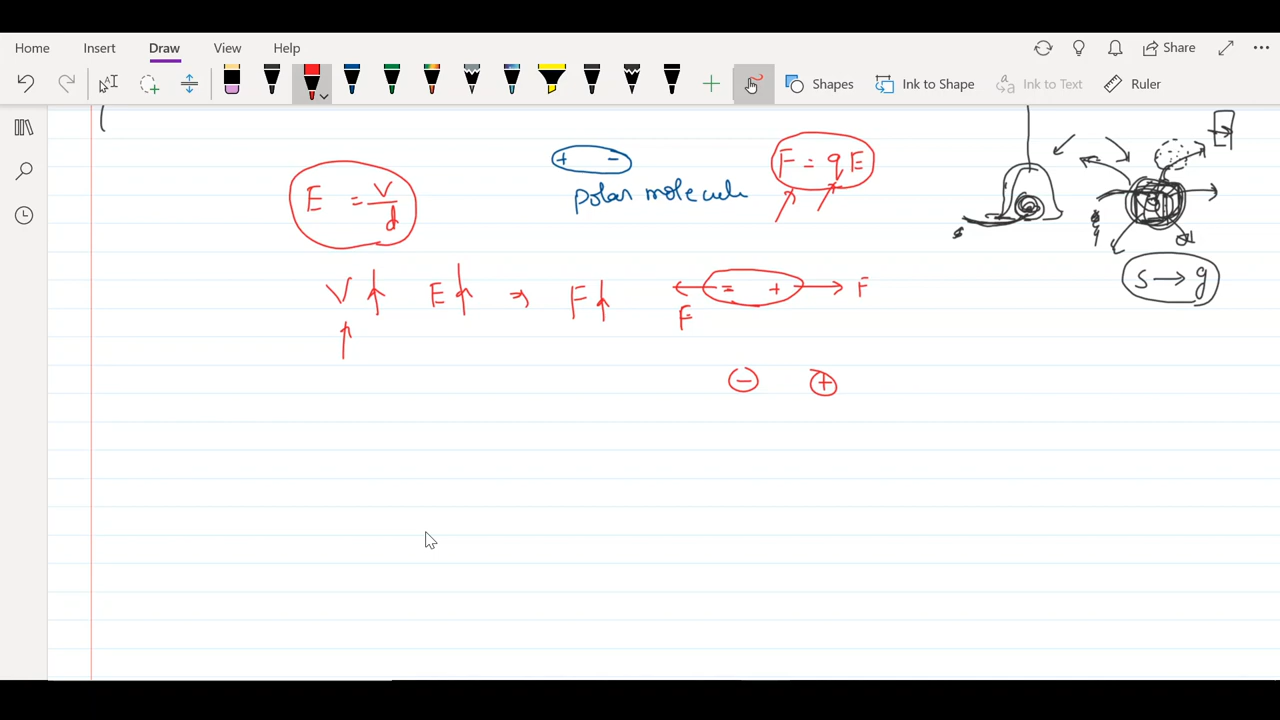 Home Insert Draw View Help Share
Shapes Ink to Shape Ink to Text Ruler
+ - F = qE
E = V/d
polar molecule
s → g
V↑ E↑ → F↑ ← - + → F
F
- +